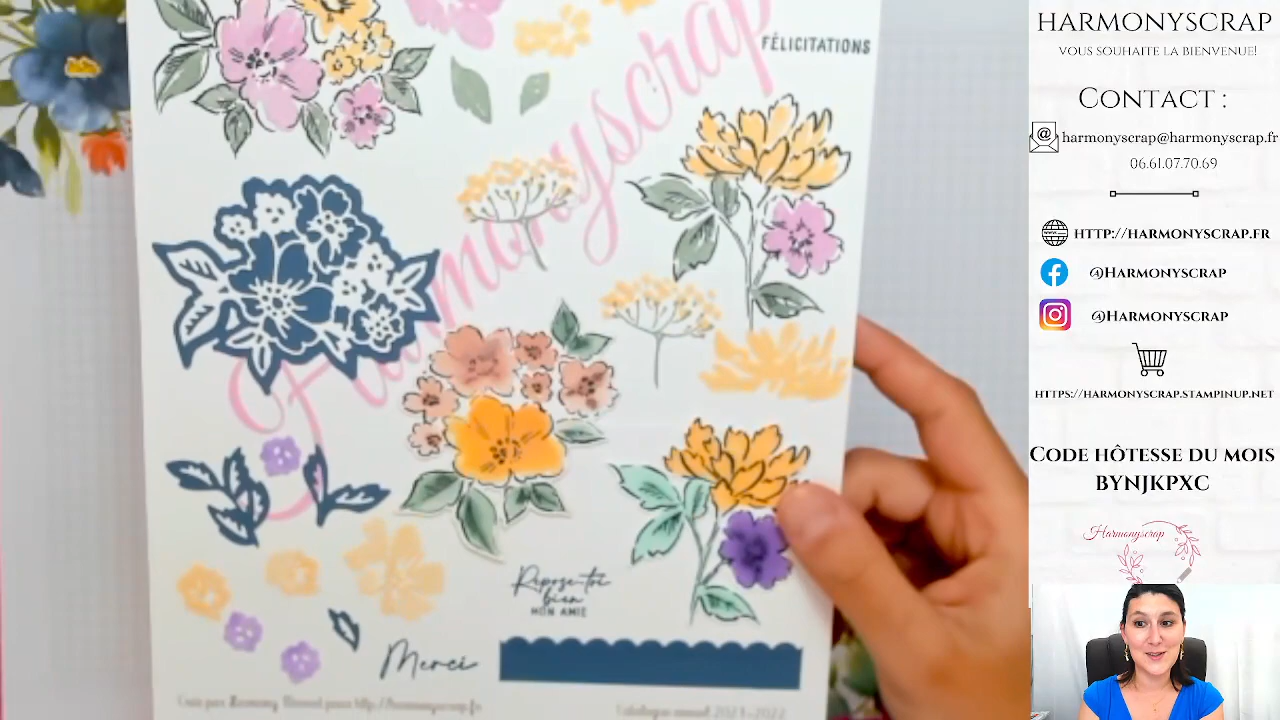 FÉLICITATIONS
Harmonyscrap
Repose-toi
bien
MON AMIE
Merci
HARMONYSCRAP
VOUS SOUHAITE LA BIENVENUE!
CONTACT :
harmonyscrap@harmonyscrap.fr
06.61.07.70.69
HTTP://HARMONYSCRAP.FR
@HARMONYSCRAP
@HARMONYSCRAP
HTTPS://HARMONYSCRAP.STAMPINUP.NET
CODE HÔTESSE DU MOIS
BYNJKPXC
Harmonyscrap